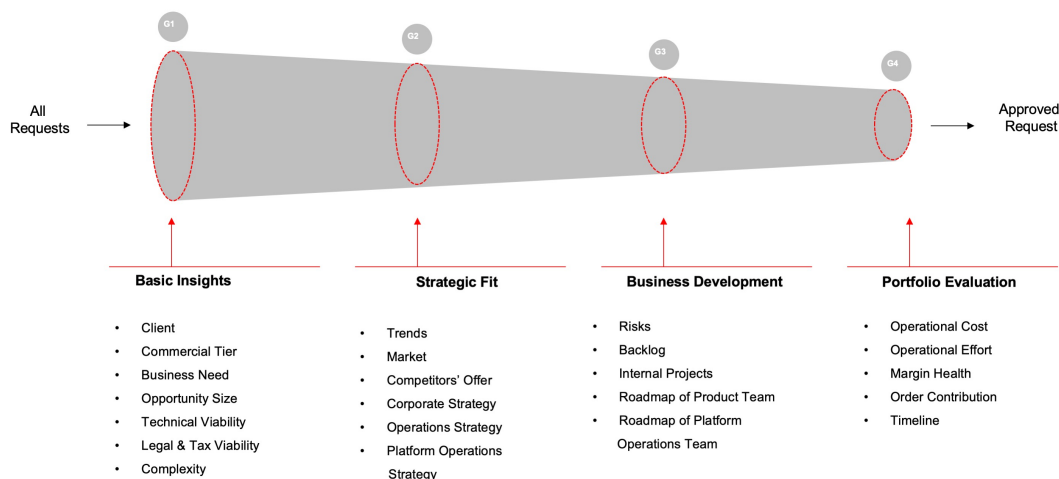 G1
G2
G3
G4
All
Requests
Approved
Request
Basic Insights
• Client
• Commercial Tier
• Business Need
• Opportunity Size
• Technical Viability
• Legal & Tax Viability
• Complexity
Strategic Fit
• Trends
• Market
• Competitors' Offer
• Corporate Strategy
• Operations Strategy
• Platform Operations
Strategy
Business Development
• Risks
• Backlog
• Internal Projects
• Roadmap of Product Team
• Roadmap of Platform
Operations Team
Portfolio Evaluation
• Operational Cost
• Operational Effort
• Margin Health
• Order Contribution
• Timeline